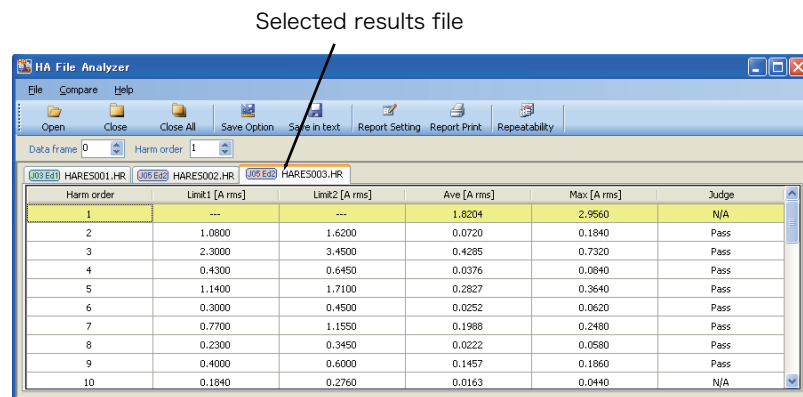 Selected results file
HA File Analyzer
File Compare Help
Open Close Close All Save Option Save in text Report Setting Report Print Repeatability
Data frame 0 Harm order 1
J03 Ed1 HARES001.HR J05 Ed2 HARES002.HR J05 Ed2 HARES003.HR
Harm order Limit1 [A rms] Limit2 [A rms] Ave [A rms] Max [A rms] Judge
1 --- --- 1.8204 2.9560 N/A
2 1.0800 1.6200 0.0720 0.1840 Pass
3 2.3000 3.4500 0.4285 0.7320 Pass
4 0.4300 0.6450 0.0376 0.0840 Pass
5 1.1400 1.7100 0.2827 0.3640 Pass
6 0.3000 0.4500 0.0252 0.0620 Pass
7 0.7700 1.1550 0.1988 0.2480 Pass
8 0.2300 0.3450 0.0222 0.0580 Pass
9 0.4000 0.6000 0.1457 0.1860 Pass
10 0.1840 0.2760 0.0163 0.0440 N/A